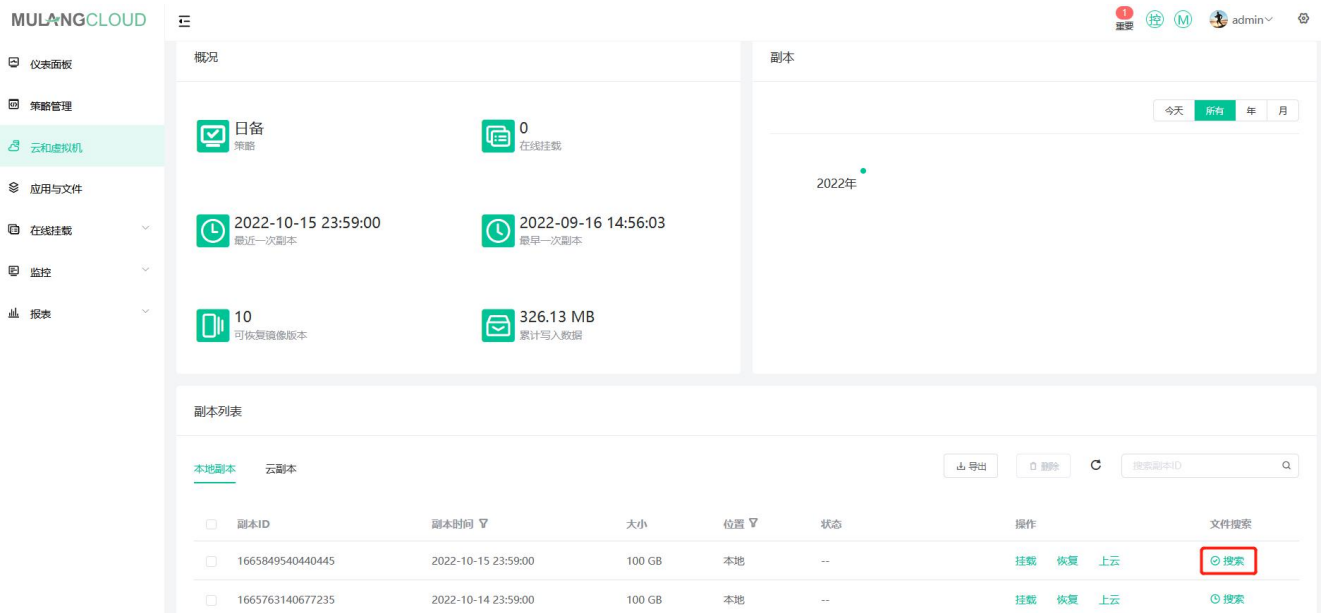 MULANGCLOUD
1
重要
控
M
admin
仪表面板
策略管理
云和虚拟机
应用与文件
在线挂载
监控
报表
概况
日备
策略
0
在线挂载
2022-10-15 23:59:00
最近一次副本
2022-09-16 14:56:03
最早一次副本
10
可恢复镜像版本
326.13 MB
累计写入数据
副本
今天 所有 年 月
2022年
副本列表
本地副本 云副本
导出 删除 搜索副本ID
副本ID 副本时间 大小 位置 状态 操作 文件搜索
1665849540440445 2022-10-15 23:59:00 100 GB 本地 -- 挂载 恢复 上云 搜索
1665763140677235 2022-10-14 23:59:00 100 GB 本地 -- 挂载 恢复 上云 搜索